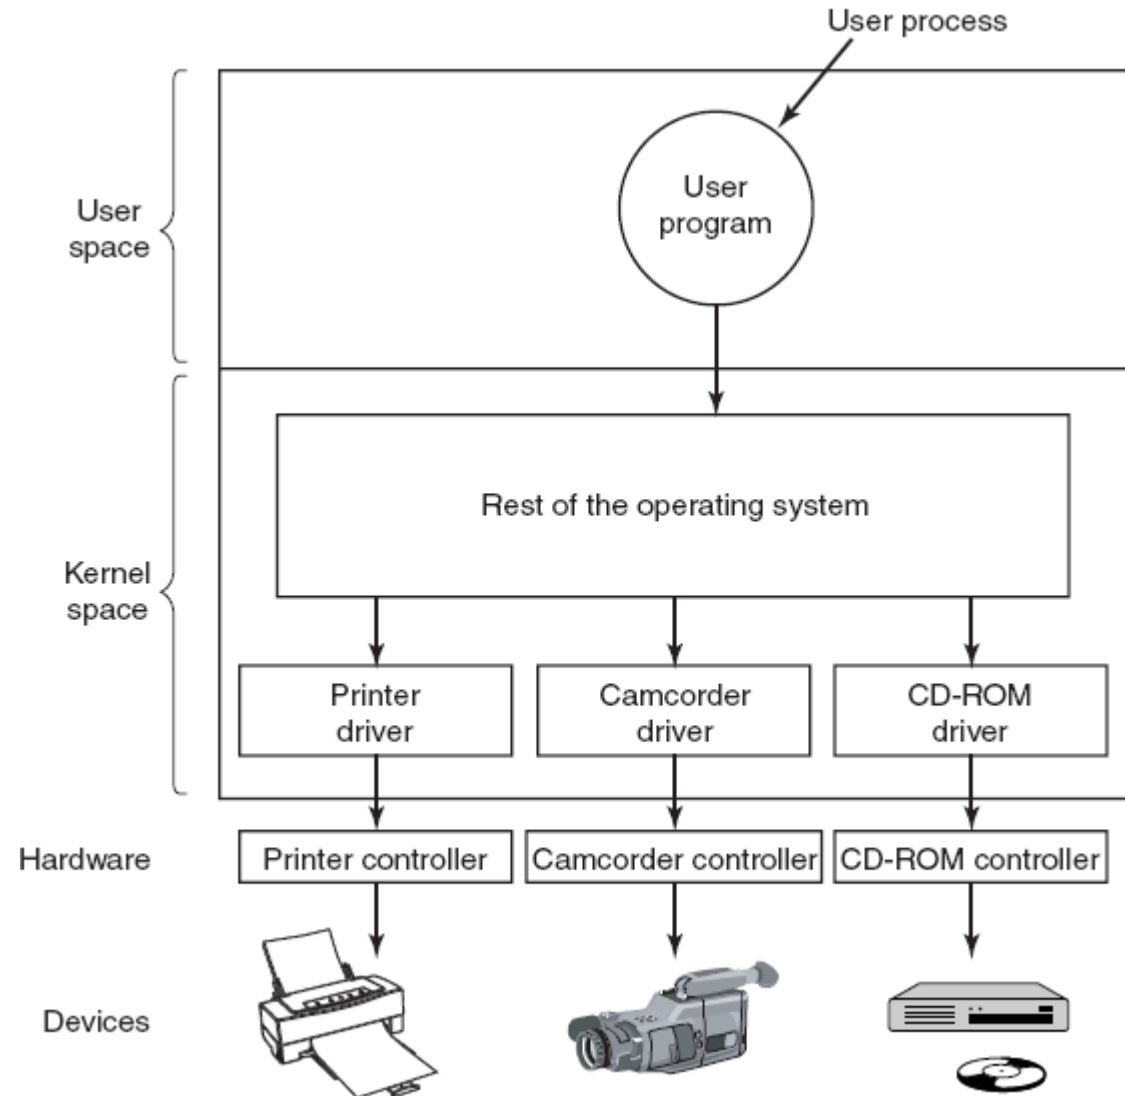 User process
User
program
User
space
Rest of the operating system
Kernel
space
Printer
driver
Camcorder
driver
CD-ROM
driver
Hardware
Printer controller
Camcorder controller
CD-ROM controller
Devices